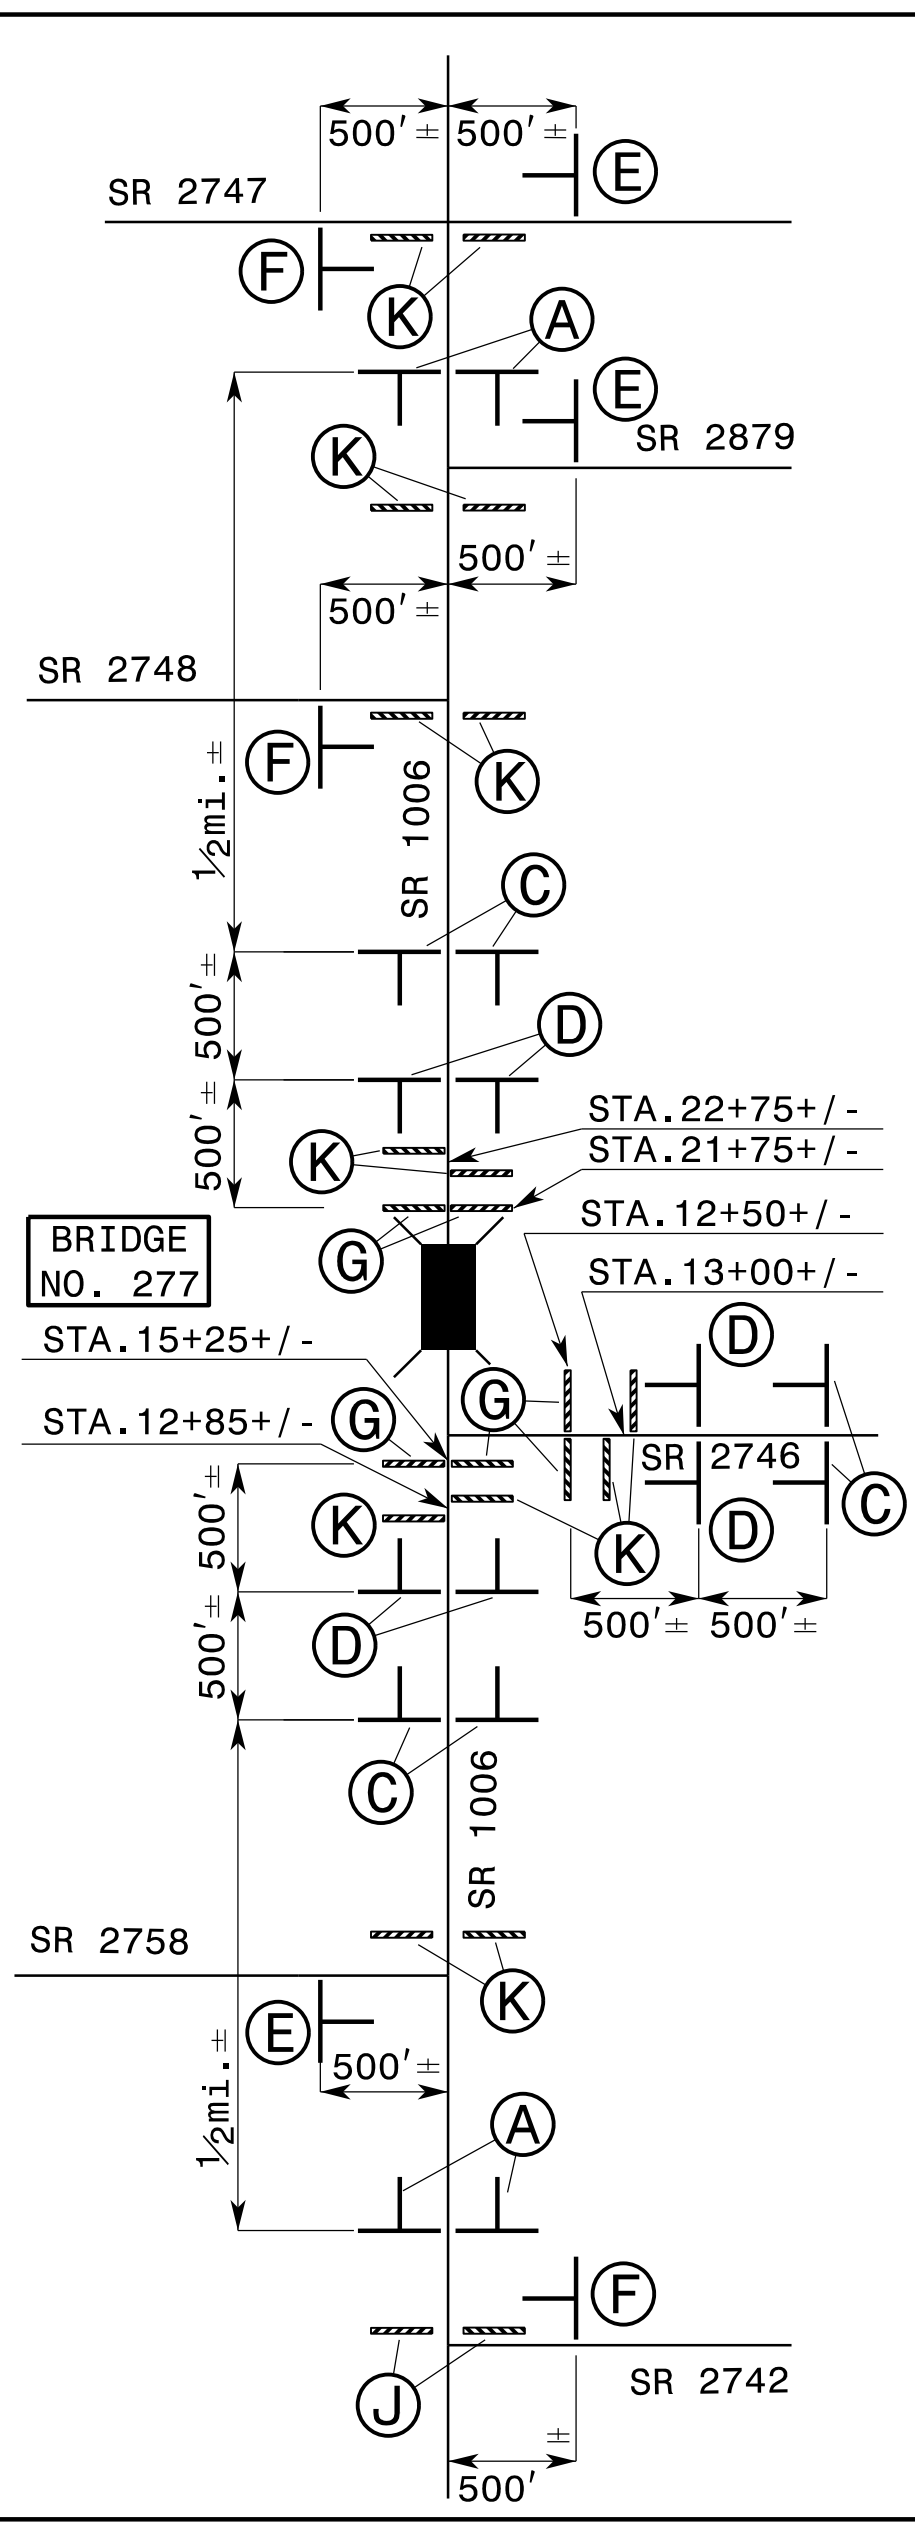 500' ± 500' ±
E
SR 2747
F
K
A
E
SR 2879
K
500' ±
500' ±
SR 2748
F
K
SR 1006
1/2mi.±
C
500' ±
D
500' ±
STA.22+75+/-
STA.21+75+/-
K
STA.12+50+/-
G
BRIDGE
NO. 277
STA.13+00+/-
STA.15+25+/-
D
G
G
STA.12+85+/-
SR 2746
C
500' ±
K
D
K
500' ± 500' ±
500' ±
D
C
SR 1006
SR 2758
K
E
500' ±
1/2mi.±
A
F
SR 2742
J
500' ±